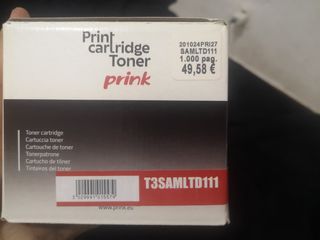 Print
cartridge
Toner
prink
201024PRI27
SAMLTD111
1.000 pag.
49,58 €
Toner cartridge
Cartuccia toner
Cartouche de toner
Tonerpatrone
Cartucho de tóner
Tinteiros do toner
T3SAMLTD111
www.prink.eu